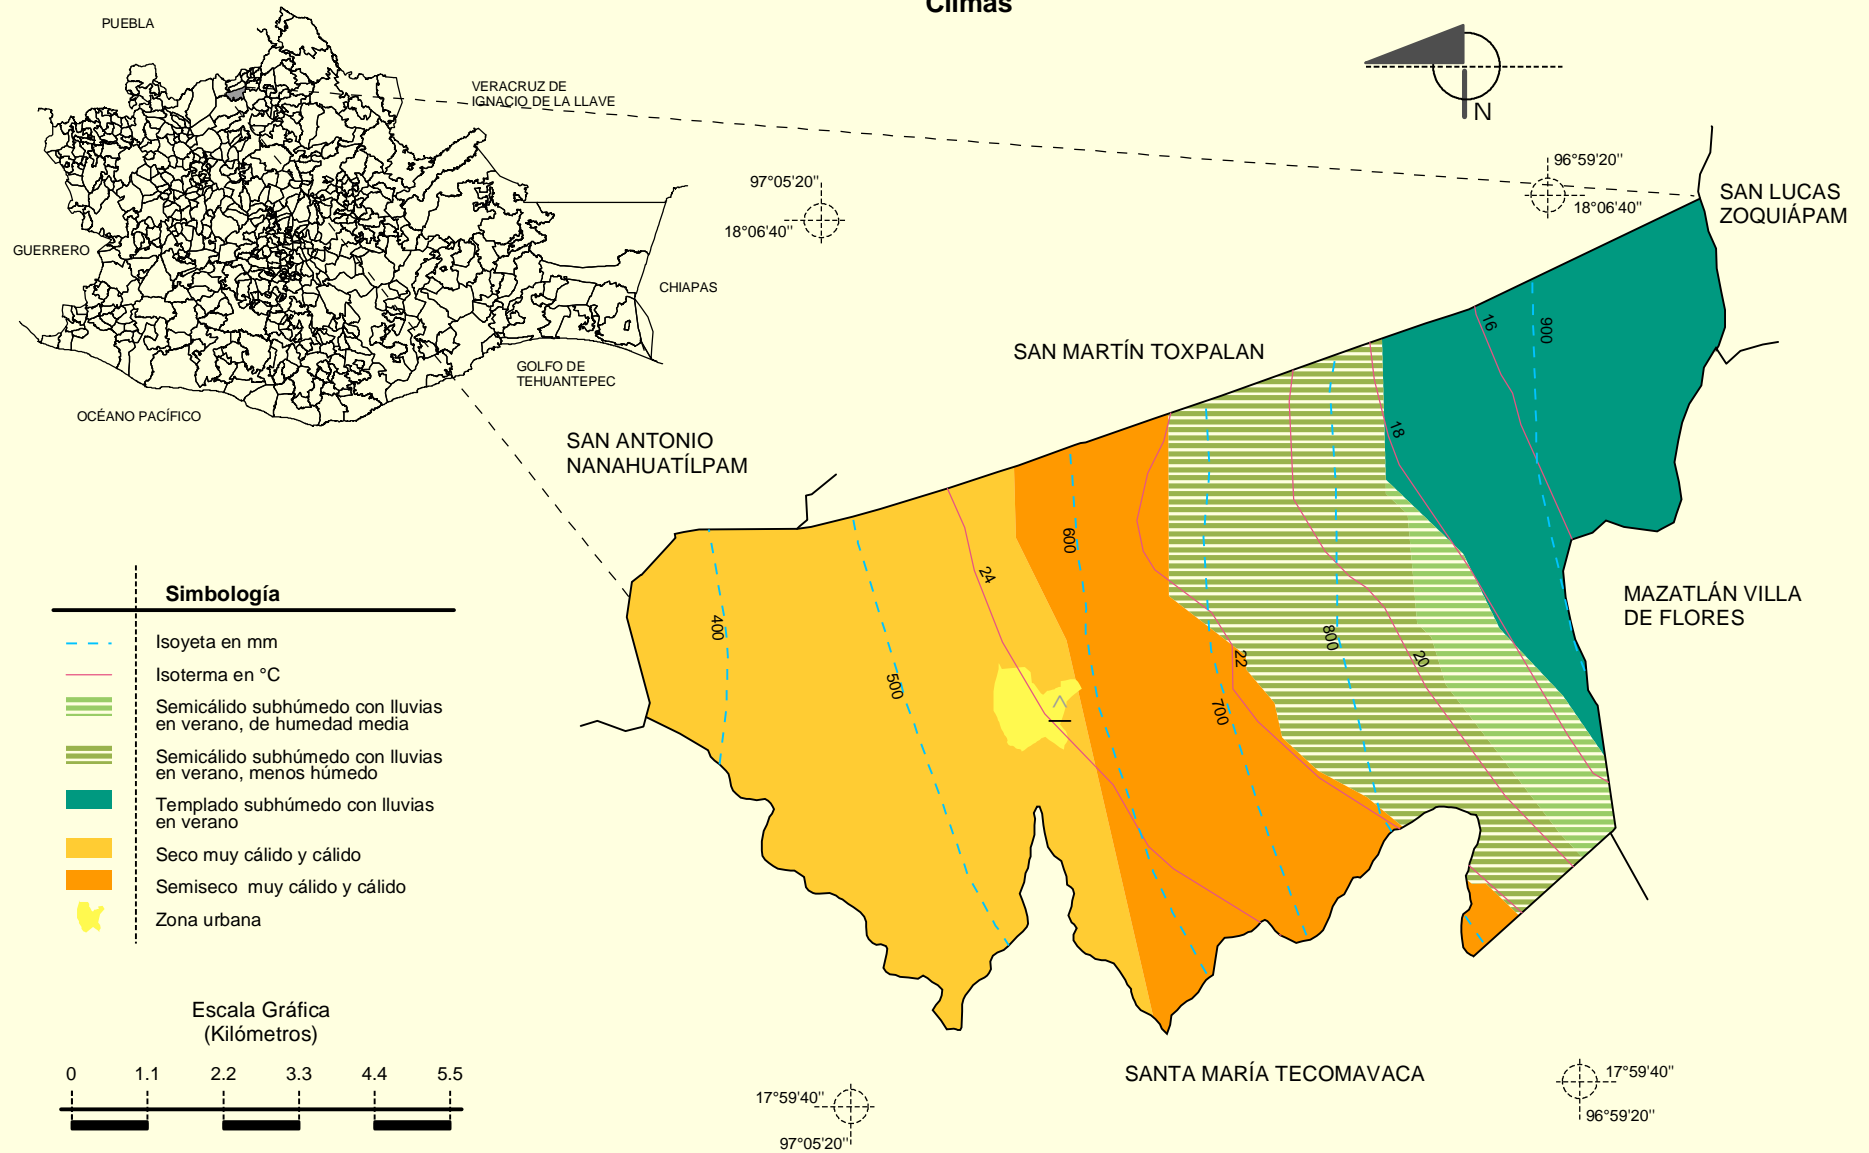 Climas
PUEBLA
VERACRUZ DE
IGNACIO DE LA LLAVE
GUERRERO
CHIAPAS
GOLFO DE
TEHUANTEPEC
OCÉANO PACÍFICO
N
97°05'20"
18°06'40"
96°59'20"
18°06'40"
SAN LUCAS
ZOQUIÁPAM
SAN MARTÍN TOXPALAN
SAN ANTONIO
NANAHUATÍLPAM
MAZATLÁN VILLA
DE FLORES
SANTA MARÍA TECOMAVACA
16
900
18
600
24
400
500
800
20
22
700
Simbología
Isoyeta en mm
Isoterma en °C
Semicálido subhúmedo con lluvias
en verano, de humedad media
Semicálido subhúmedo con lluvias
en verano, menos húmedo
Templado subhúmedo con lluvias
en verano
Seco muy cálido y cálido
Semiseco muy cálido y cálido
Zona urbana
Escala Gráfica
(Kilómetros)
0 1.1 2.2 3.3 4.4 5.5
17°59'40"
97°05'20"
17°59'40"
96°59'20"